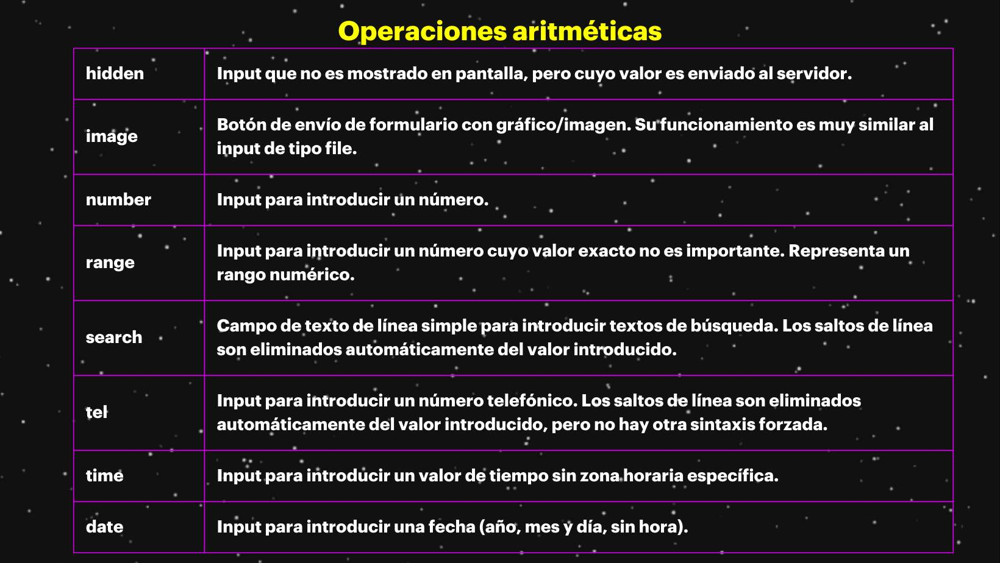 Operaciones aritméticas
hidden
Input que no es mostrado en pantalla, pero cuyo valor es enviado al servidor.
image
Botón de envío de formulario con gráfico/imagen. Su funcionamiento es muy similar al
input de tipo file.
number
Input para introducir un número.
range
Input para introducir un número cuyo valor exacto no es importante. Representa un
rango numérico.
search
Campo de texto de línea simple para introducir textos de búsqueda. Los saltos de línea
son eliminados automáticamente del valor introducido.
tel
Input para introducir un número telefónico. Los saltos de línea son eliminados
automáticamente del valor introducido, pero no hay otra sintaxis forzada.
time
Input para introducir un valor de tiempo sin zona horaria específica.
date
Input para introducir una fecha (año, mes y día, sin hora).